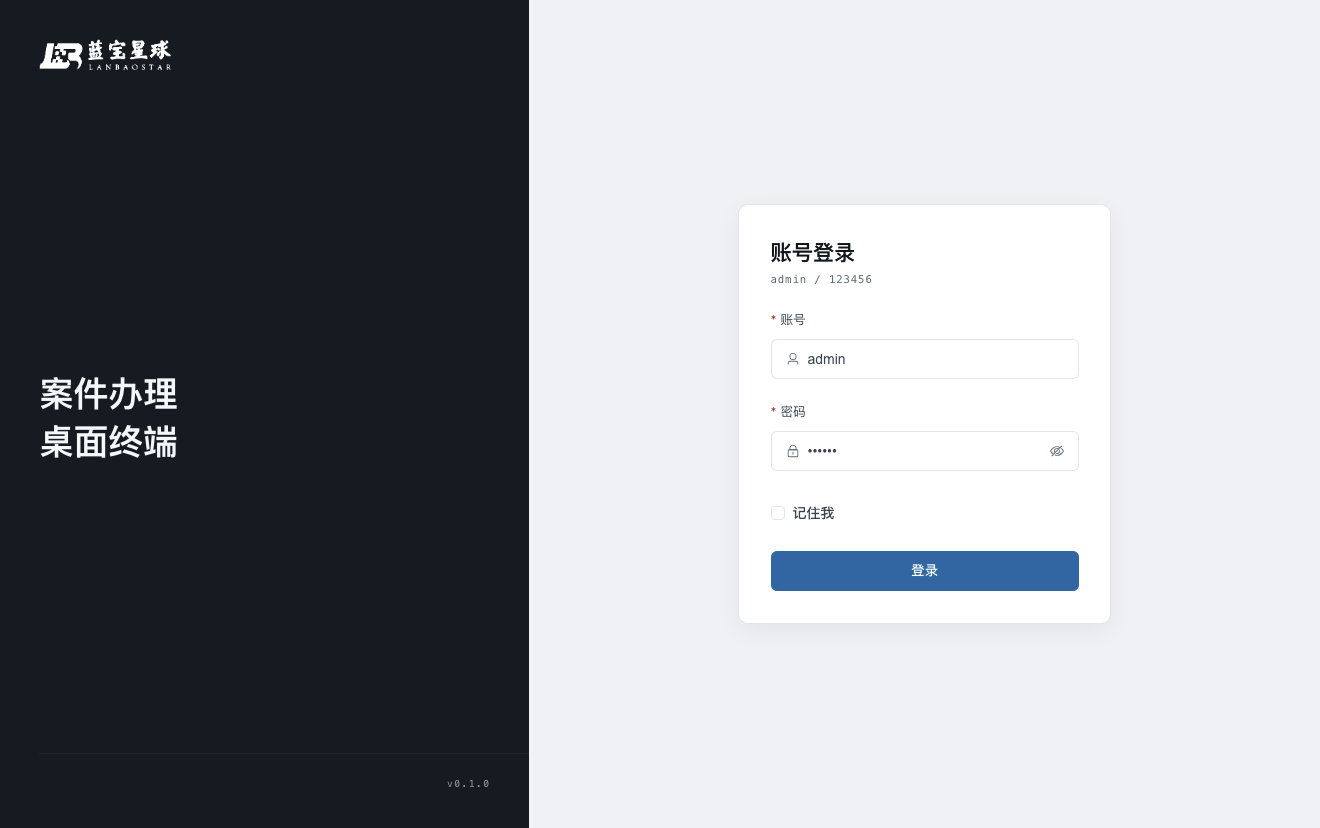 蓝宝星球
LANBAOSTAR
案件办理
桌面终端
v0.1.0
账号登录
admin / 123456
* 账号
admin
* 密码
••••••
记住我
登录